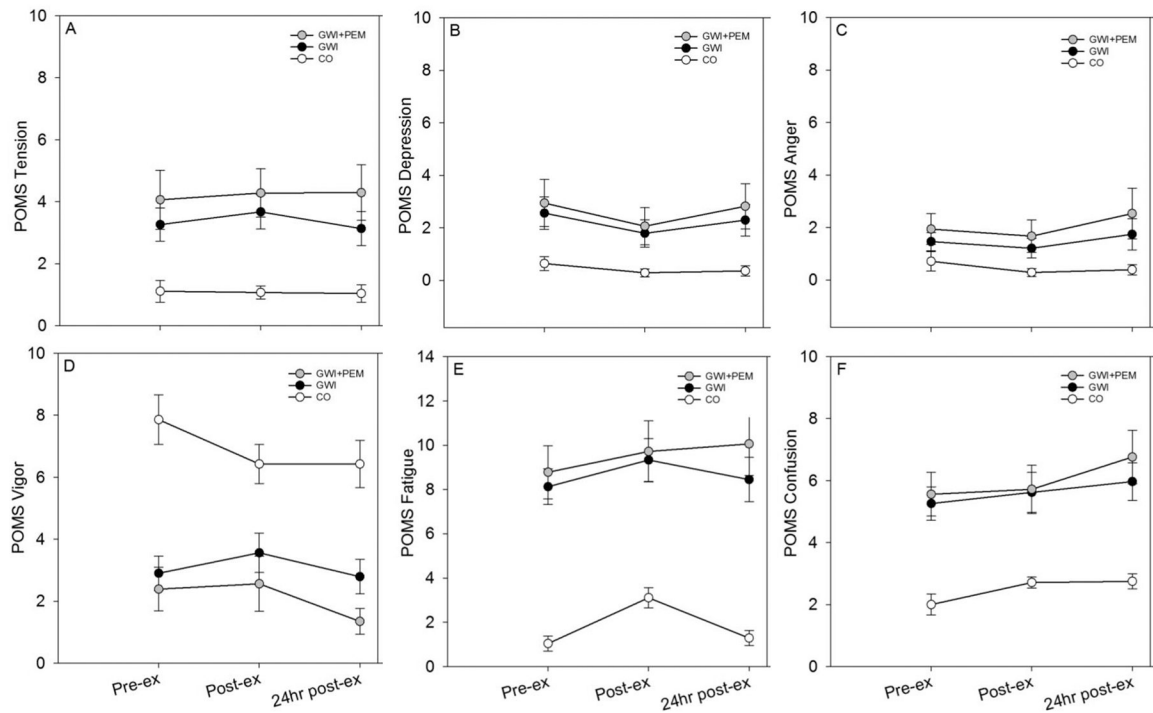 A
GWI+PEM
GWI
CO
POMS Tension
10
8
6
4
2
0
B
GWI+PEM
GWI
CO
POMS Depression
10
8
6
4
2
0
C
GWI+PEM
GWI
CO
POMS Anger
10
8
6
4
2
0
D
GWI+PEM
GWI
CO
POMS Vigor
10
8
6
4
2
0
Pre-ex
Post-ex
24hr post-ex
E
GWI+PEM
GWI
CO
POMS Fatigue
14
12
10
8
6
4
2
0
Pre-ex
Post-ex
24hr post-ex
F
GWI+PEM
GWI
CO
POMS Confusion
10
8
6
4
2
0
Pre-ex
Post-ex
24hr post-ex